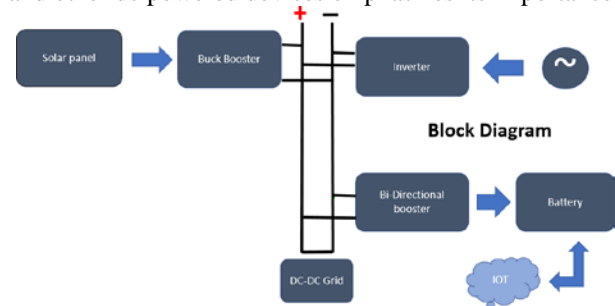 + −
Solar panel
Buck Booster
Inverter
~
Block Diagram
Bi-Directional
booster
Battery
DC-DC Grid
IOT